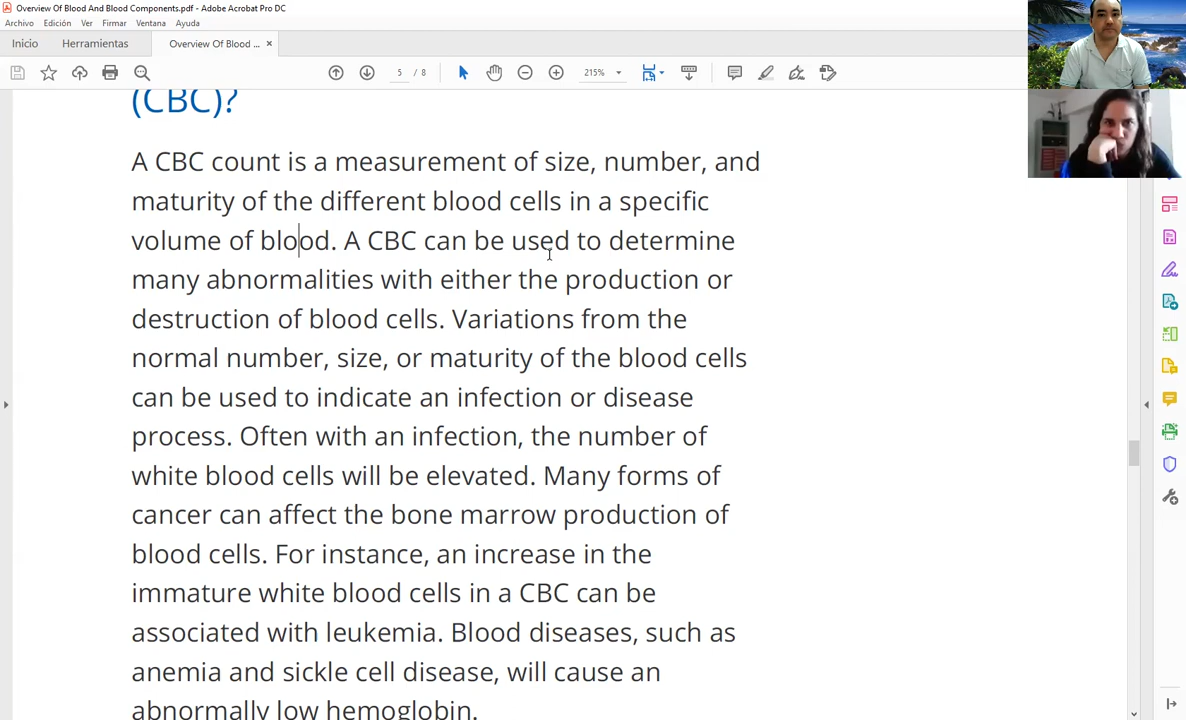 Overview Of Blood And Blood Components.pdf - Adobe Acrobat Pro DC
Archivo Edición Ver Firmar Ventana Ayuda
Inicio Herramientas Overview Of Blood ... ×
5 / 8 215%
(CBC)?
A CBC count is a measurement of size, number, and
maturity of the different blood cells in a specific
volume of blood. A CBC can be used to determine
many abnormalities with either the production or
destruction of blood cells. Variations from the
normal number, size, or maturity of the blood cells
can be used to indicate an infection or disease
process. Often with an infection, the number of
white blood cells will be elevated. Many forms of
cancer can affect the bone marrow production of
blood cells. For instance, an increase in the
immature white blood cells in a CBC can be
associated with leukemia. Blood diseases, such as
anemia and sickle cell disease, will cause an
abnormally low hemoglobin.